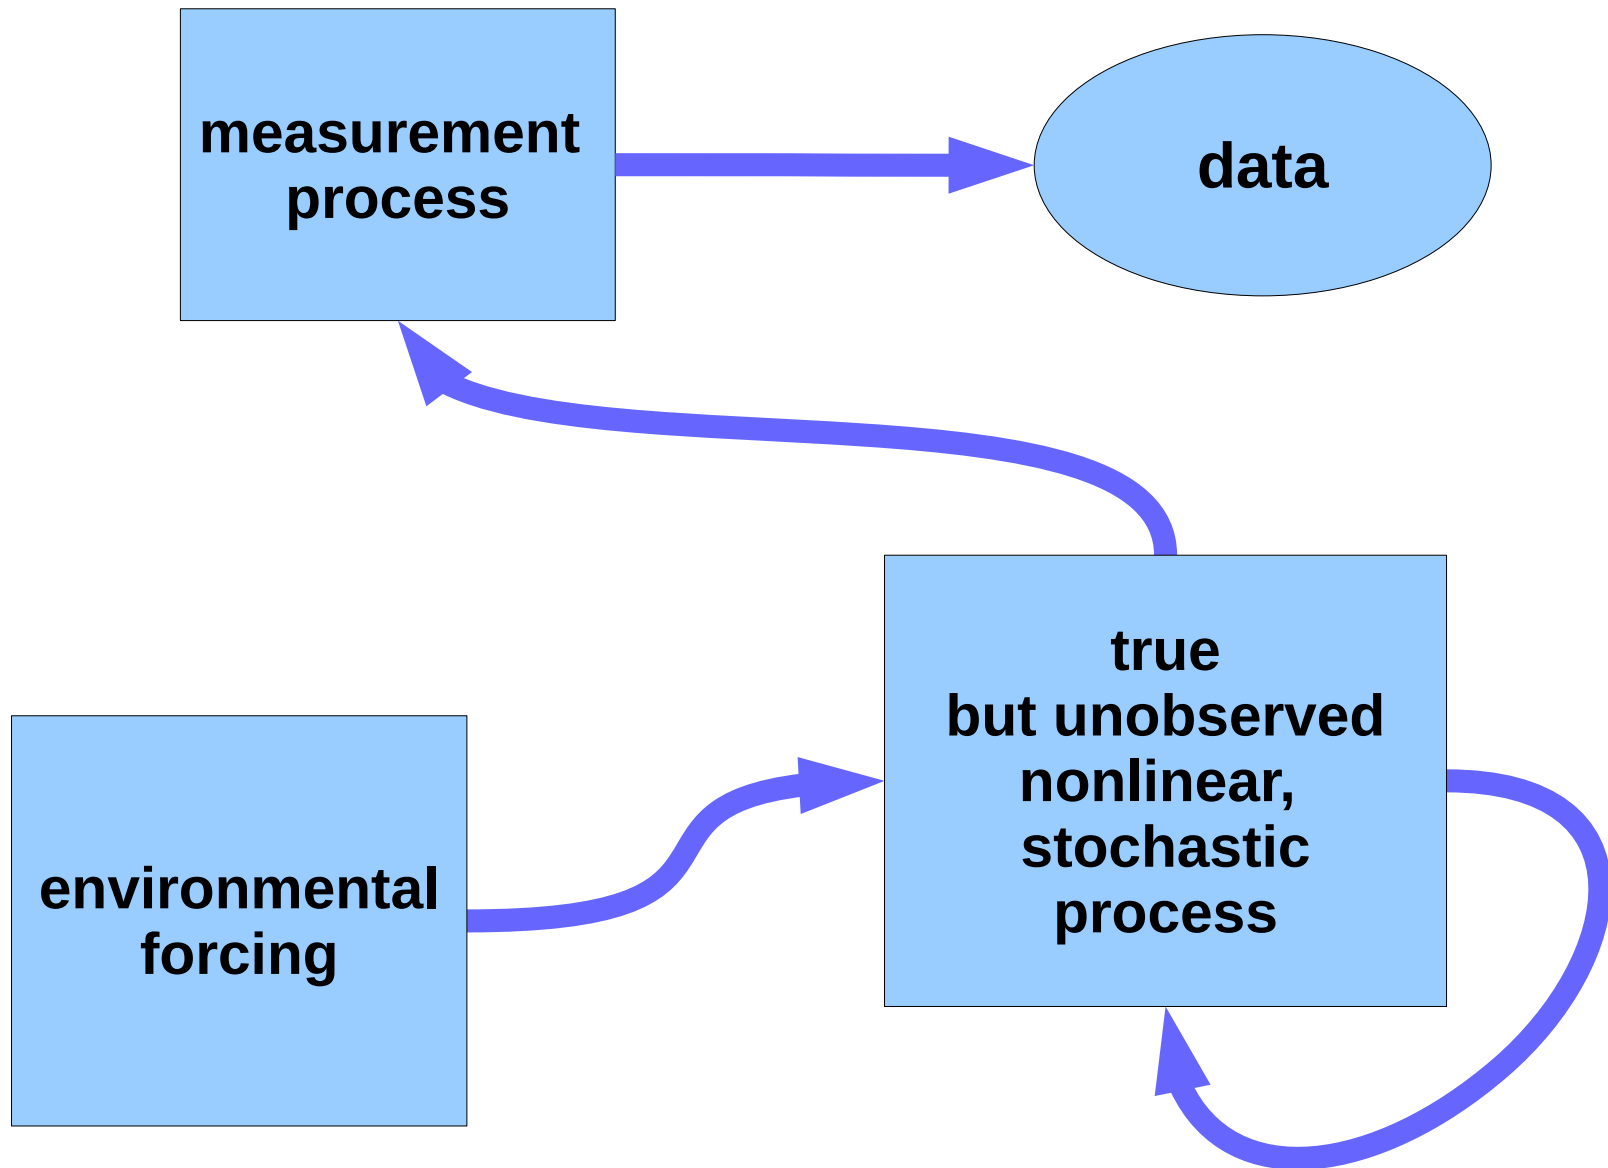 measurement
process
data
true
but unobserved
nonlinear,
stochastic
process
environmental
forcing